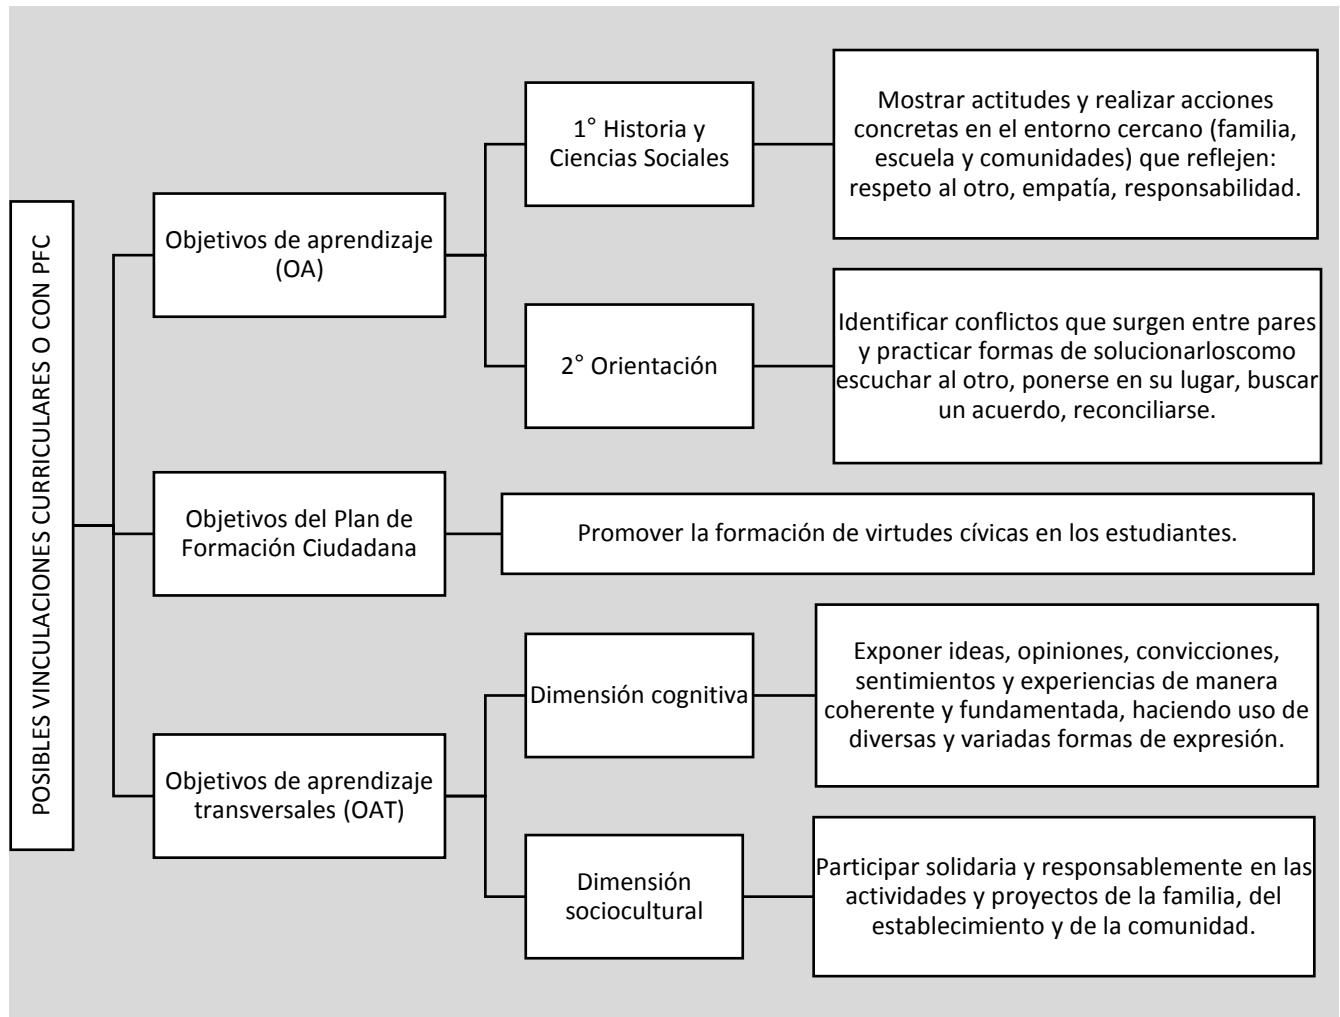 POSIBLES VINCULACIONES CURRICULARES O CON PFC
Objetivos de aprendizaje
(OA)
1° Historia y
Ciencias Sociales
Mostrar actitudes y realizar acciones
concretas en el entorno cercano (familia,
escuela y comunidades) que reflejen:
respeto al otro, empatía, responsabilidad.
2° Orientación
Identificar conflictos que surgen entre pares
y practicar formas de solucionarloscomo
escuchar al otro, ponerse en su lugar, buscar
un acuerdo, reconciliarse.
Objetivos del Plan de
Formación Ciudadana
Promover la formación de virtudes cívicas en los estudiantes.
Objetivos de aprendizaje
transversales (OAT)
Dimensión cognitiva
Exponer ideas, opiniones, convicciones,
sentimientos y experiencias de manera
coherente y fundamentada, haciendo uso de
diversas y variadas formas de expresión.
Dimensión
sociocultural
Participar solidaria y responsablemente en las
actividades y proyectos de la familia, del
establecimiento y de la comunidad.